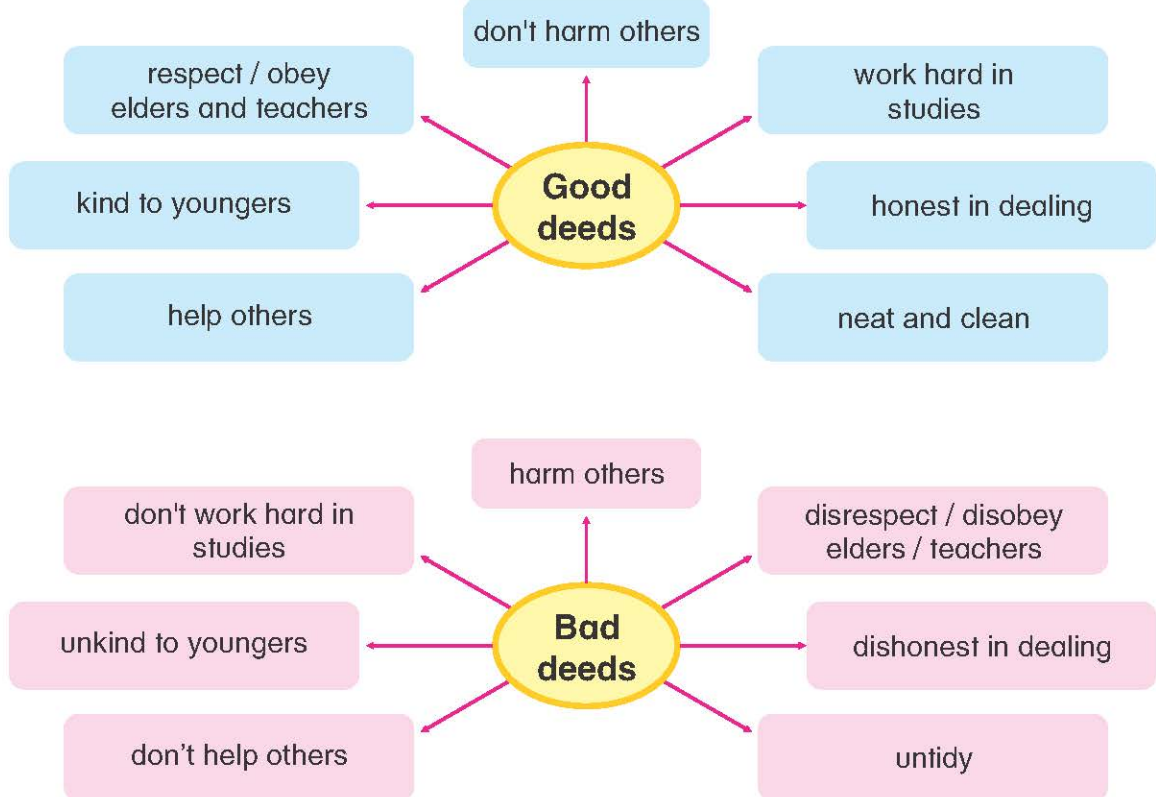 don't harm others
respect / obey
elders and teachers
work hard in
studies
kind to youngers
Good
deeds
honest in dealing
help others
neat and clean
harm others
don't work hard in
studies
disrespect / disobey
elders / teachers
unkind to youngers
Bad
deeds
dishonest in dealing
don’t help others
untidy